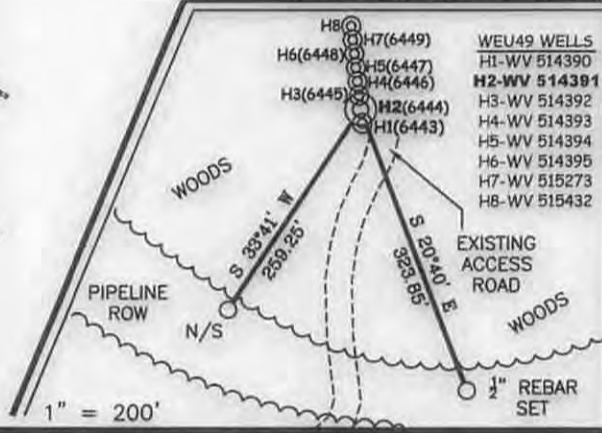 H8
H7(6449)
H6(6448)
H5(6447)
H4(6446)
H3(6445)
H2(6444)
H1(6443)
WEU49 WELLS
H1-WV 514390
H2-WV 514391
H3-WV 514392
H4-WV 514393
H5-WV 514394
H6-WV 514395
H7-WV 515273
H8-WV 515432
WOODS
S 33°41' W
259.25'
S 20°40' E
323.85'
EXISTING
ACCESS
ROAD
PIPELINE
ROW
N/S
WOODS
½" REBAR
SET
1" = 200'